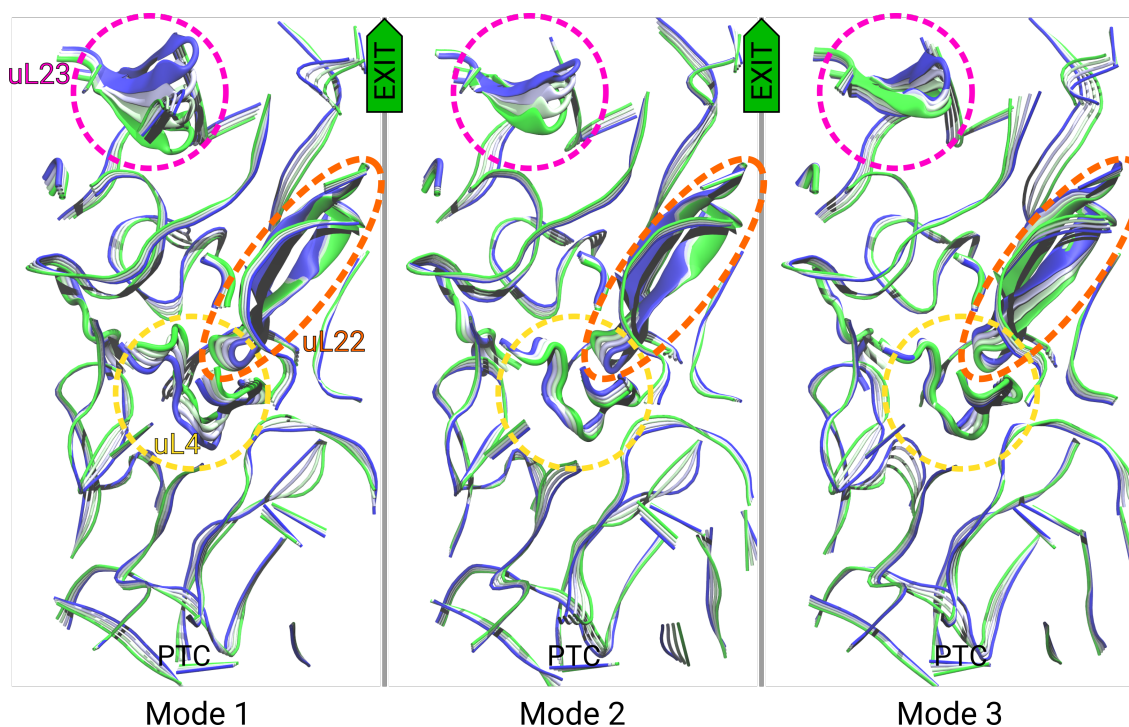 uL23
EXIT
EXIT
uL22
uL4
PTC
PTC
PTC
Mode 1
Mode 2
Mode 3